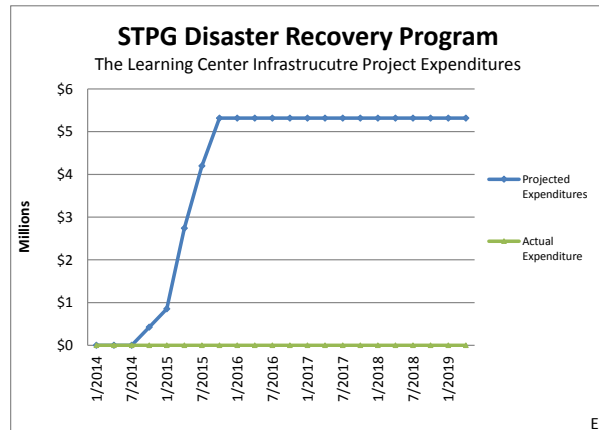 STPG Disaster Recovery Program
The Learning Center Infrastrucutre Project Expenditures
$6
$5
$4
$3
$2
$1
$0
Millions
1/2014
7/2014
1/2015
7/2015
1/2016
7/2016
1/2017
7/2017
1/2018
7/2018
1/2019
Projected
Expenditures
Actual
Expenditure
E